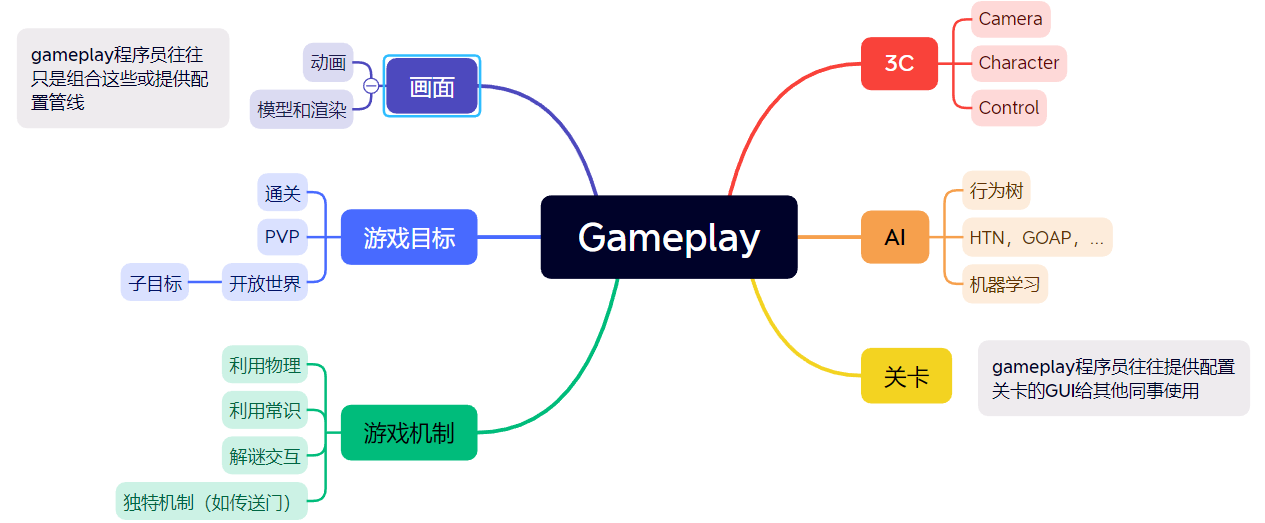 Gameplay
3C
Camera
Character
Control
AI
行为树
HTN，GOAP，...
机器学习
关卡
gameplay程序员往往提供配置
关卡的GUI给其他同事使用
画面
动画
模型和渲染
gameplay程序员往往
只是组合这些或提供配
置管线
游戏目标
通关
PVP
开放世界
子目标
游戏机制
利用物理
利用常识
解谜交互
独特机制（如传送门）